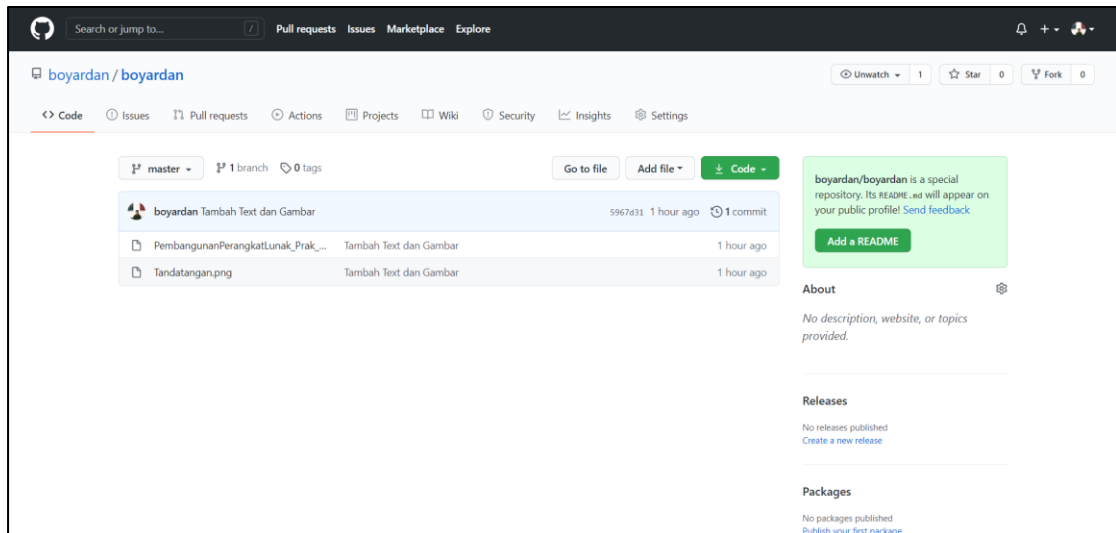 Search or jump to... / Pull requests Issues Marketplace Explore
boyardan / boyardan Unwatch 1 Star 0 Fork 0
<> Code Issues Pull requests Actions Projects Wiki Security Insights Settings
master 1 branch 0 tags Go to file Add file Code
boyardan Tambah Text dan Gambar 5967d31 1 hour ago 1 commit
PembangunanPerangkatLunak_Prak_... Tambah Text dan Gambar 1 hour ago
Tandatangan.png Tambah Text dan Gambar 1 hour ago
boyardan/boyardan is a special
repository. Its README.md will appear on
your public profile! Send feedback
Add a README
About
No description, website, or topics
provided.
Releases
No releases published
Create a new release
Packages
No packages published
Publish your first package